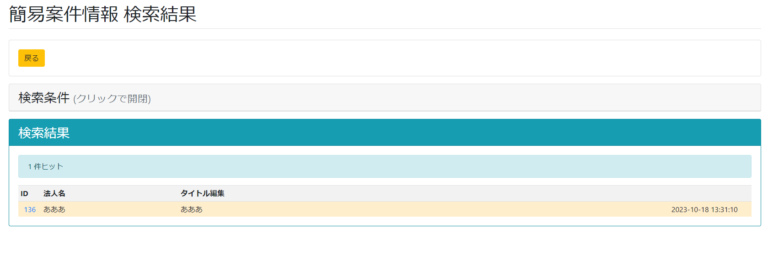 簡易案件情報 検索結果
戻る
検索条件 (クリックで開閉)
検索結果
1 件ヒット
ID 法人名 タイトル編集
136 あああ あああ 2023-10-18 13:31:10